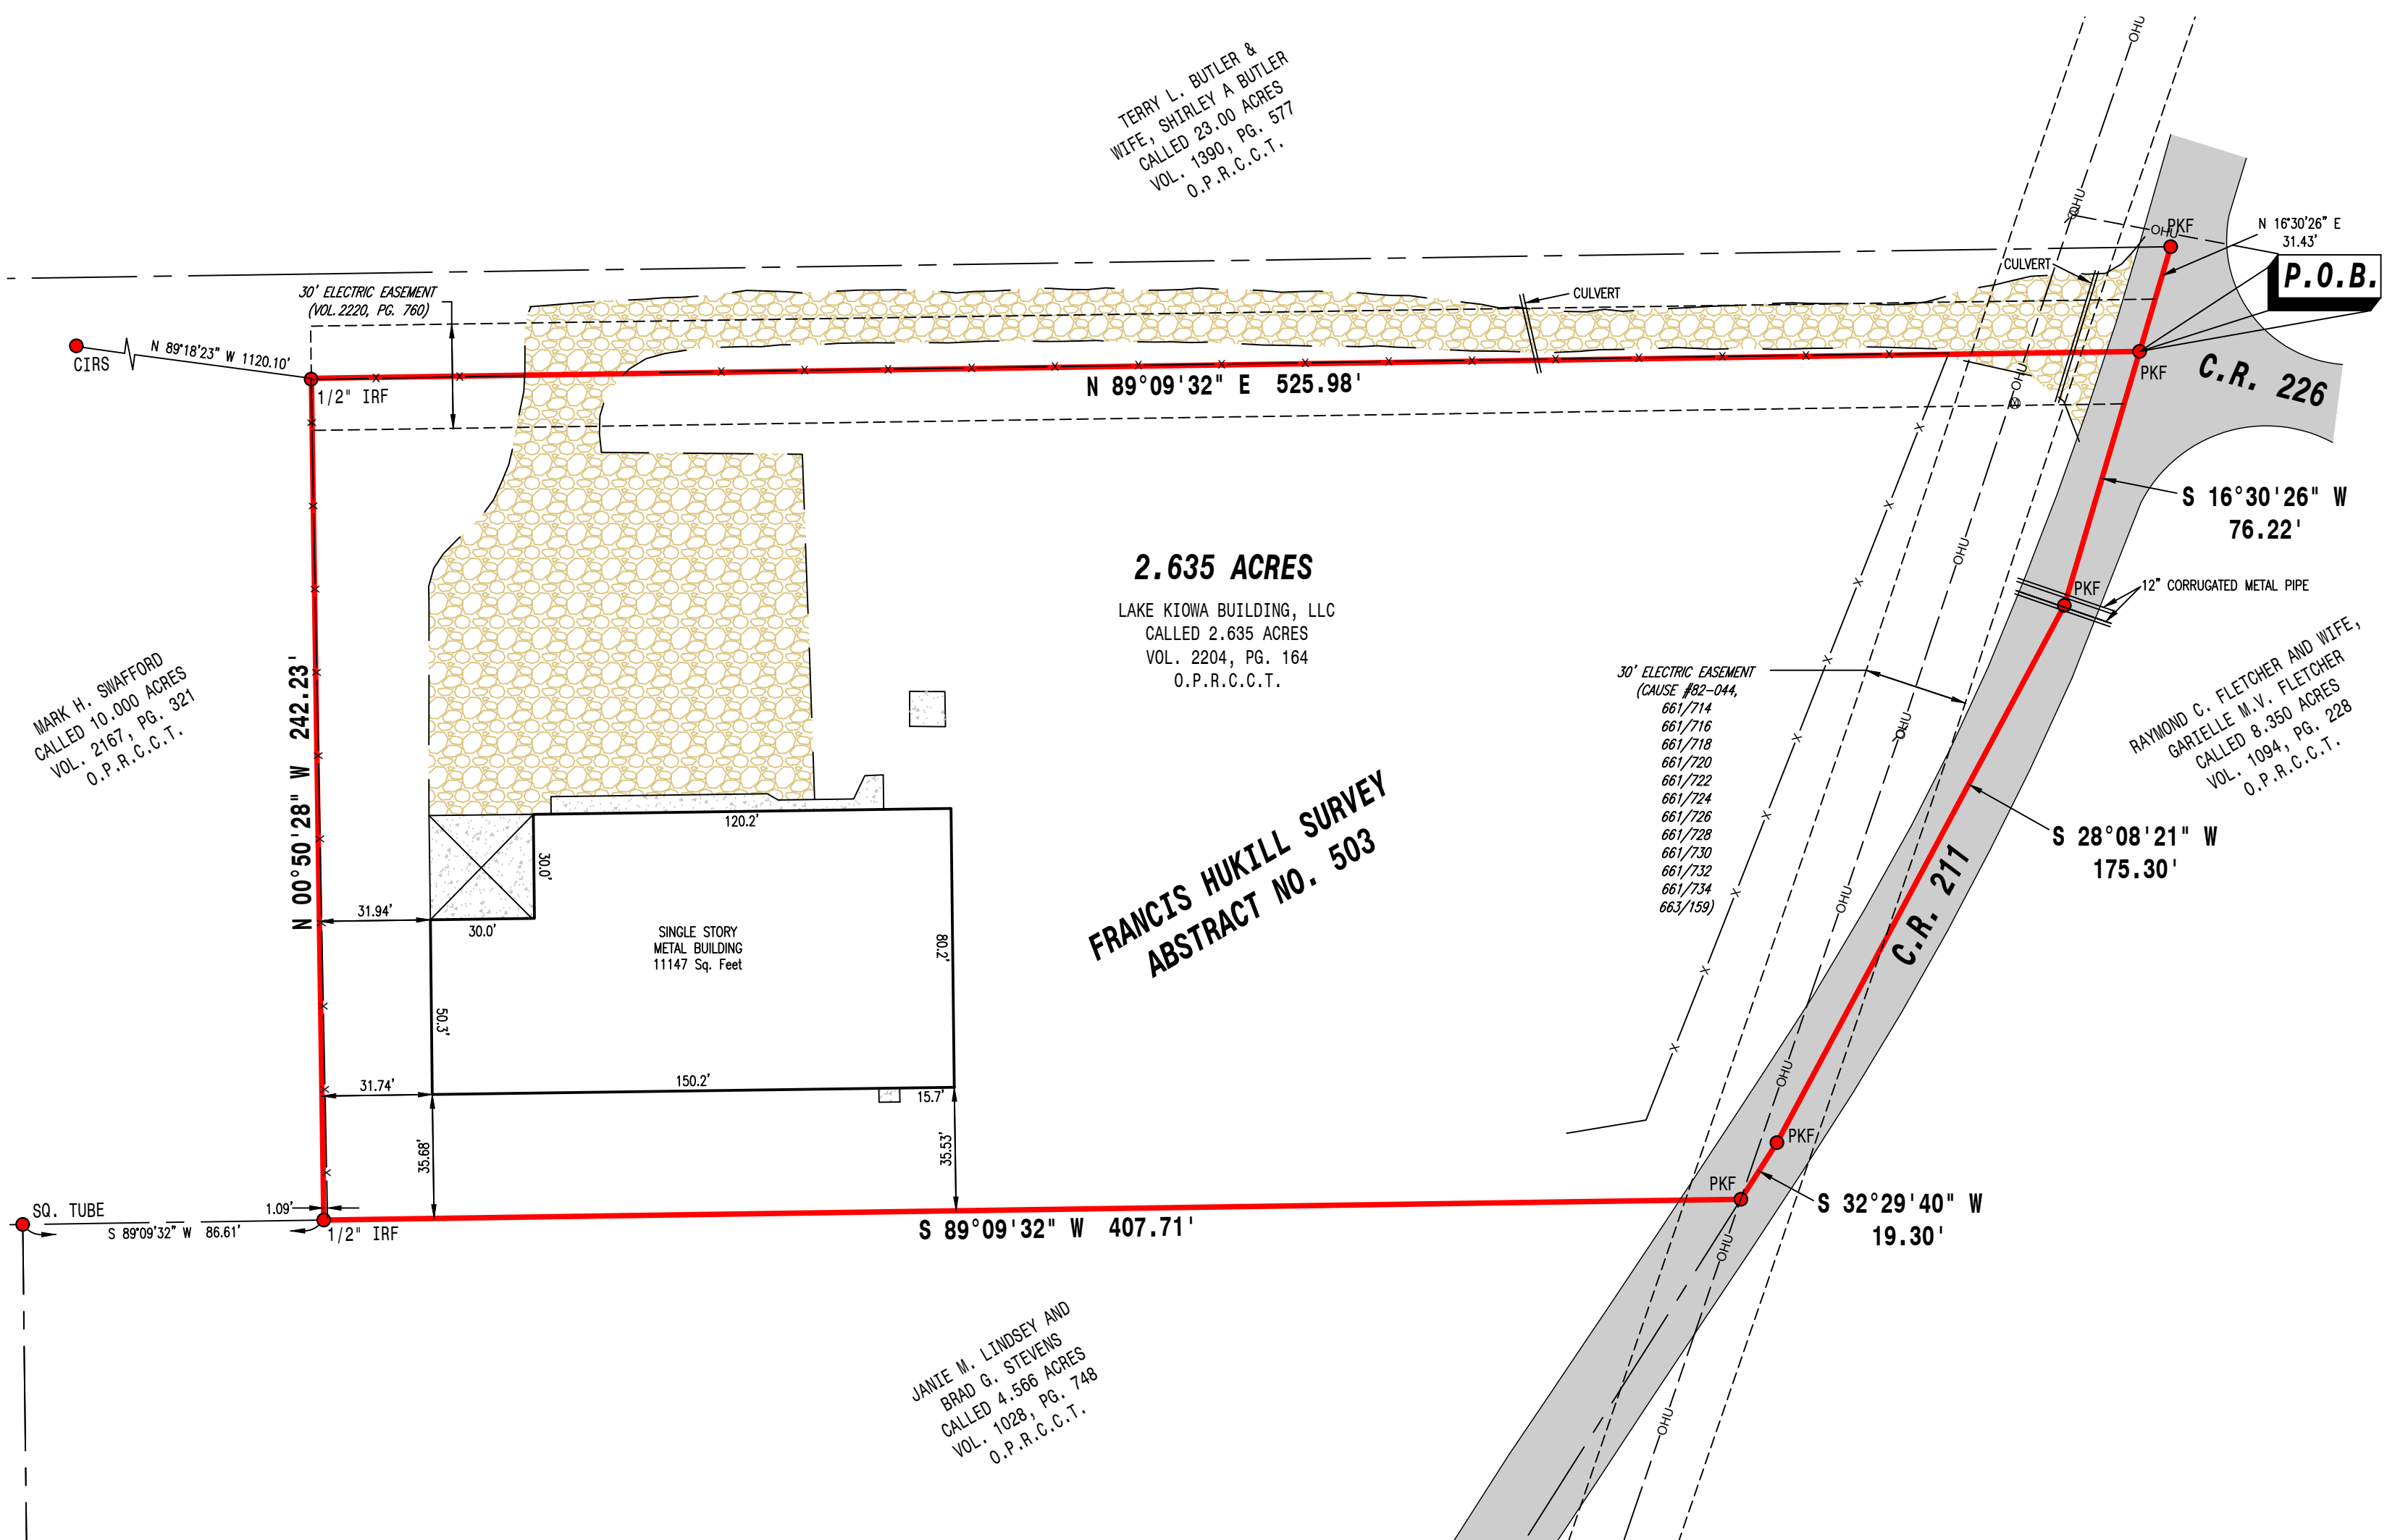 TERRY L. BUTLER &
WIFE, SHIRLEY A BUTLER
CALLED 23.00 ACRES
VOL. 1390, PG. 577
O.P.R.C.C.T.
OHU
OHU
OHU
PKF
N 16°30'26" E
31.43'
P.O.B.
CULVERT
CULVERT
30' ELECTRIC EASEMENT
(VOL.2220, PG. 760)
CIRS
N 89°18'23" W 1120.10'
1/2" IRF
N 89°09'32" E 525.98'
PKF
C.R. 226
OHU
S 16°30'26" W
76.22'
OHU
PKF
12" CORRUGATED METAL PIPE
2.635 ACRES
LAKE KIOWA BUILDING, LLC
CALLED 2.635 ACRES
VOL. 2204, PG. 164
O.P.R.C.C.T.
MARK H. SWAFFORD
CALLED 10.000 ACRES
VOL. 2167, PG. 321
O.P.R.C.C.T.
N 00°50'28" W 242.23'
30' ELECTRIC EASEMENT
(CAUSE #82-044,
661/714
661/716
661/718
661/720
661/722
661/724
661/726
661/728
661/730
661/732
661/734
663/159)
OHU
RAYMOND C. FLETCHER AND WIFE,
GARIELLE M.V. FLETCHER
CALLED 8.350 ACRES
VOL. 1094, PG. 228
O.P.R.C.C.T.
S 28°08'21" W
175.30'
C.R. 211
OHU
FRANCIS HUKILL SURVEY
ABSTRACT NO. 503
120.2'
30.0'
31.94'
30.0'
SINGLE STORY
METAL BUILDING
11147 Sq. Feet
80.2'
50.3'
31.74'
150.2'
15.7'
35.68'
35.53'
OHU
PKF
PKF
S 32°29'40" W
19.30'
OHU
SQ. TUBE
S 89°09'32" W 86.61'
1.09'
1/2" IRF
S 89°09'32" W 407.71'
JANIE M. LINDSEY AND
BRAD G. STEVENS
CALLED 4.566 ACRES
VOL. 1028, PG. 748
O.P.R.C.C.T.
OHU